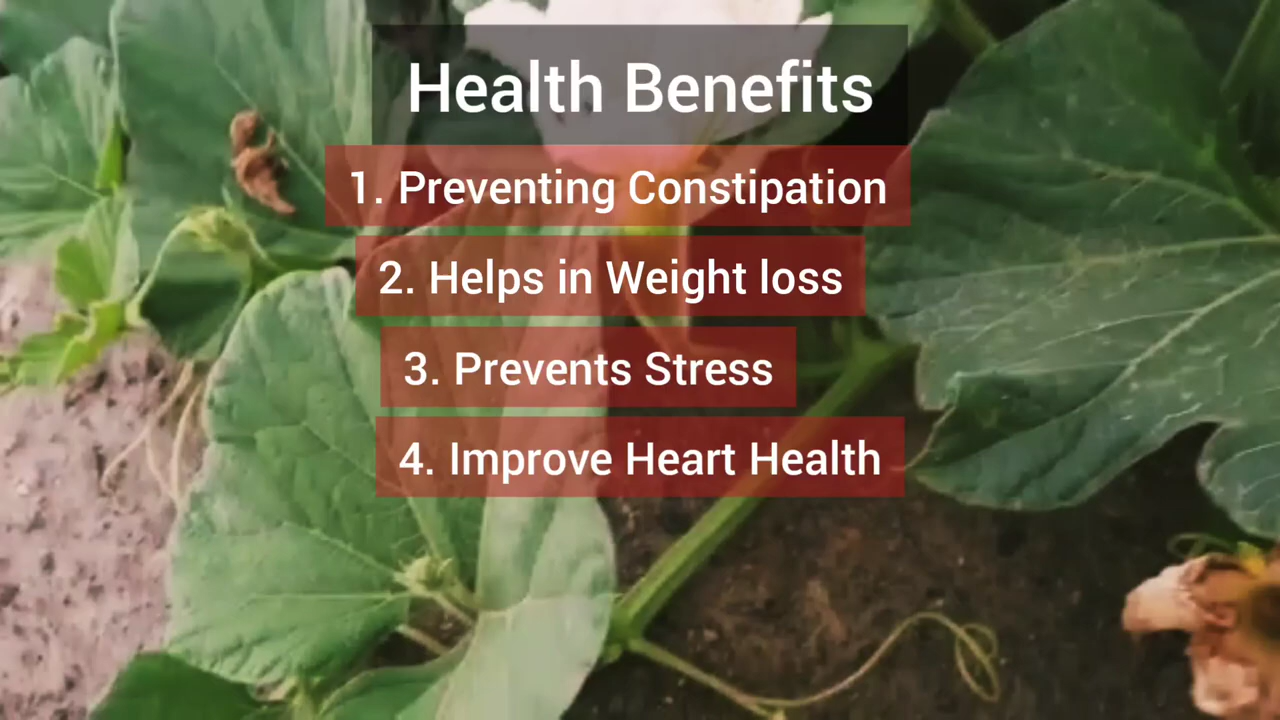 Health Benefits
1. Preventing Constipation
2. Helps in Weight loss
3. Prevents Stress
4. Improve Heart Health